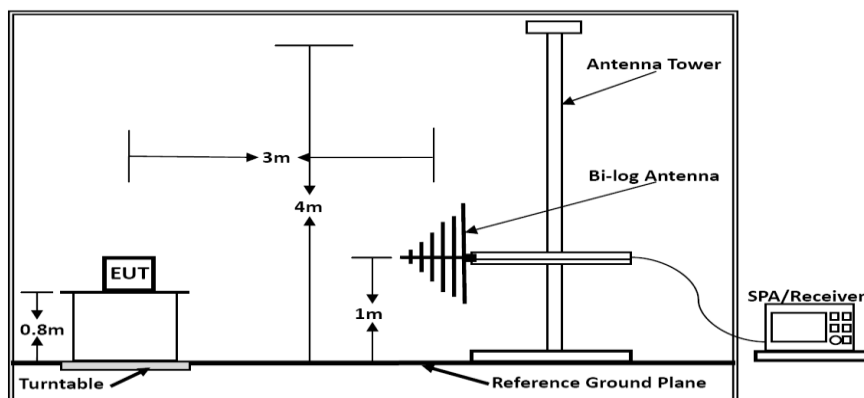 Antenna Tower
3m
Bi-log Antenna
4m
EUT
SPA/Receiver
0.8m
1m
Turntable
Reference Ground Plane